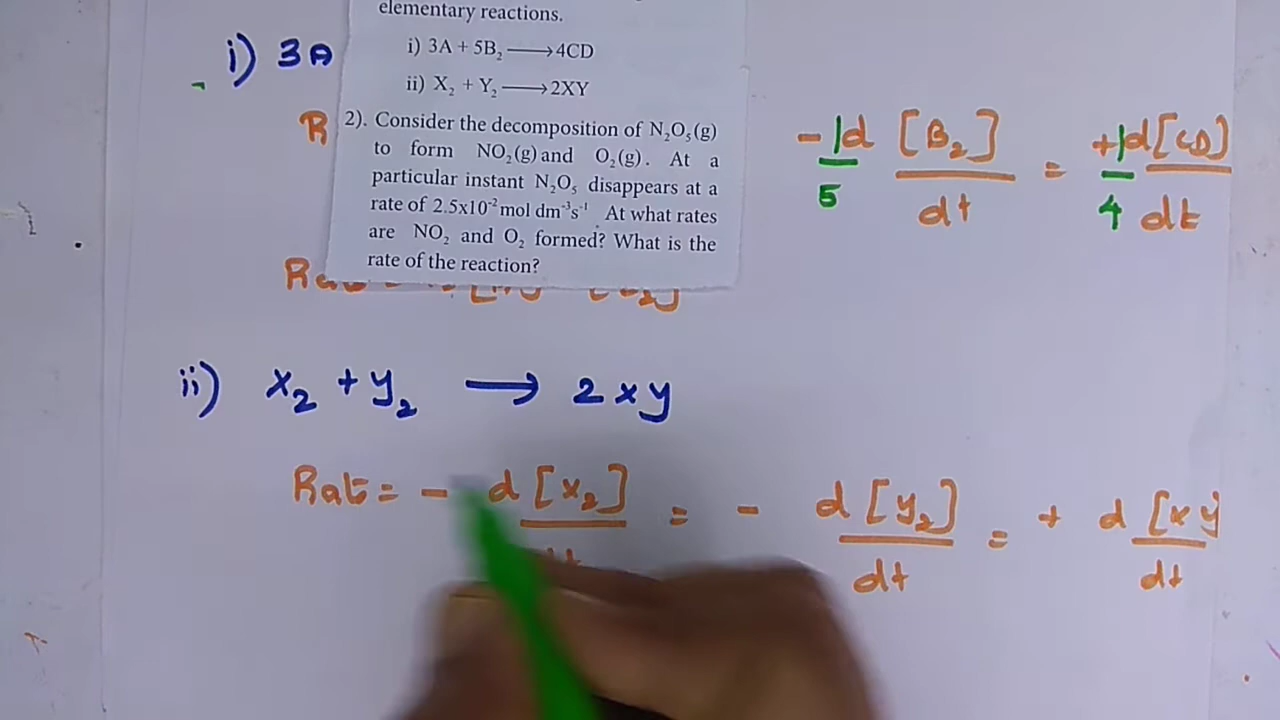 elementary reactions.
i) 3A + 5B₂ ⟶ 4CD
ii) X₂ + Y₂ ⟶ 2XY
2). Consider the decomposition of N₂O₅(g)
to form NO₂(g) and O₂(g). At a
particular instant N₂O₅ disappears at a
rate of 2.5x10⁻² mol dm⁻³s⁻¹ At what rates
are NO₂ and O₂ formed? What is the
rate of the reaction?
i) 3A
R
- 1/5 d[B₂]/dt = + 1/4 d[CD]/dt
ii) X₂ + Y₂ ⟶ 2XY
Rate = - d[X₂]/dt = - d[Y₂]/dt = + d[XY/dt